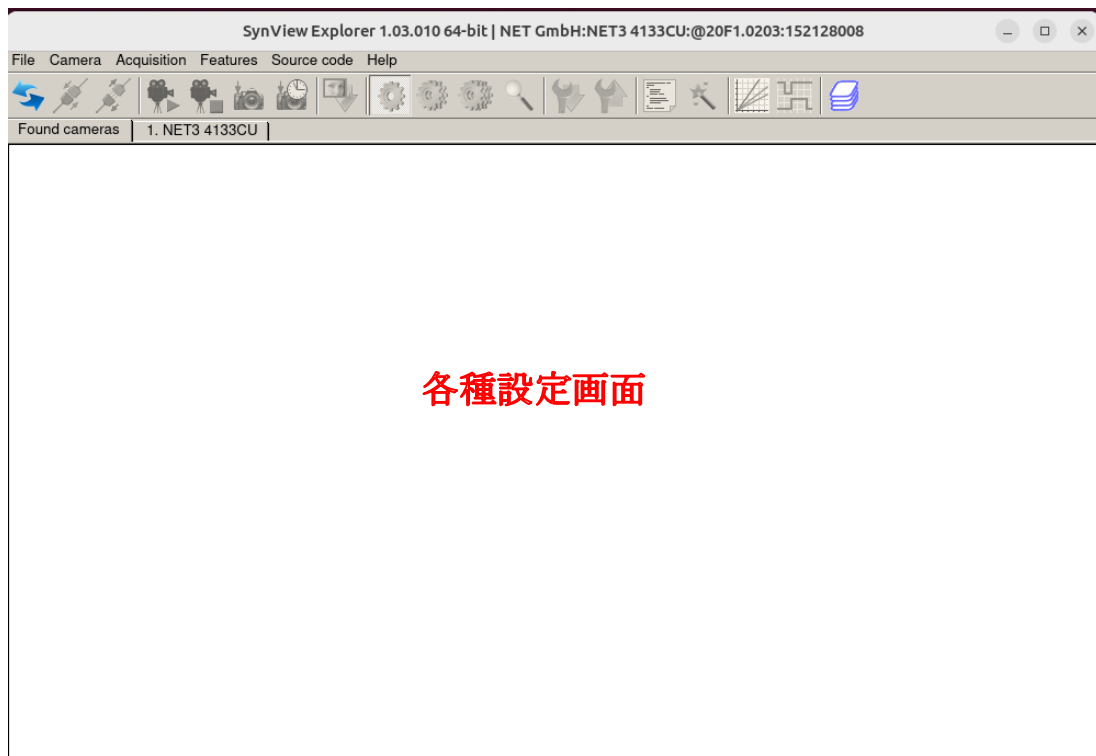 SynView Explorer 1.03.010 64-bit | NET GmbH:NET3 4133CU:@20F1.0203:152128008
File Camera Acquisition Features Source code Help
Found cameras 1. NET3 4133CU
各種設定画面